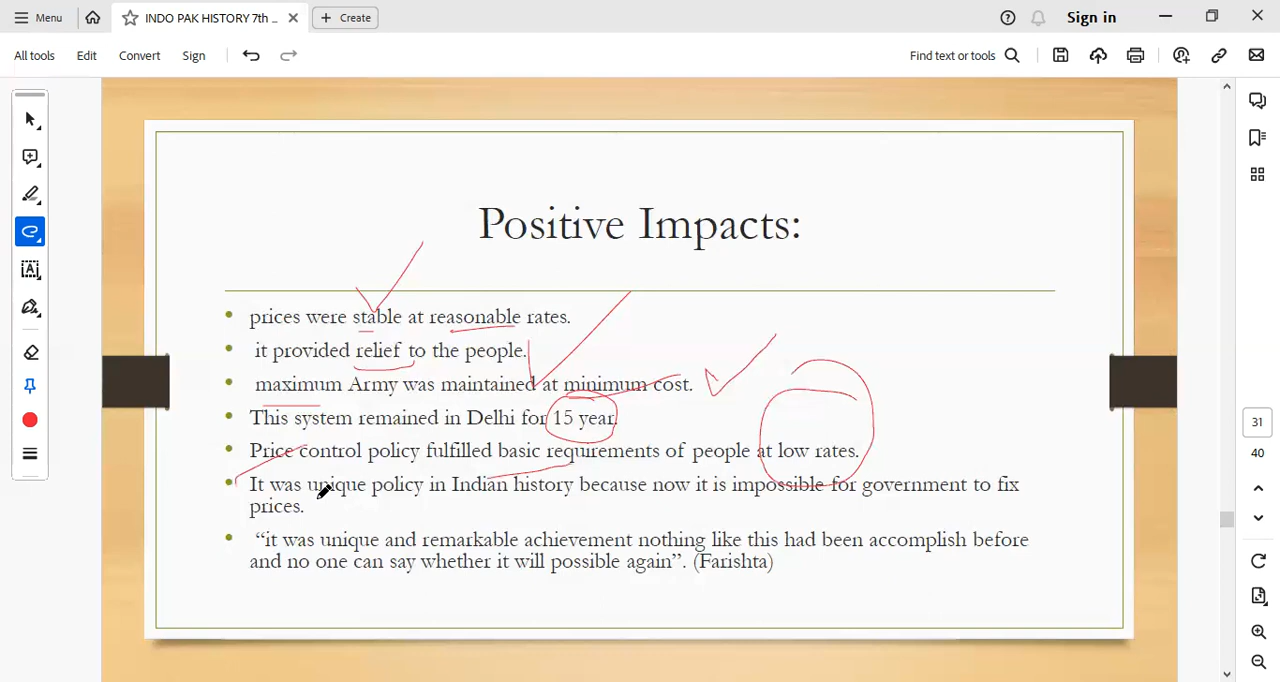 Menu
INDO PAK HISTORY 7th ...
Create
Sign in
All tools
Edit
Convert
Sign
Find text or tools
Positive Impacts:
• prices were stable at reasonable rates.
• it provided relief to the people.
• maximum Army was maintained at minimum cost.
• This system remained in Delhi for 15 year.
• Price control policy fulfilled basic requirements of people at low rates.
• It was unique policy in Indian history because now it is impossible for government to fix
prices.
• “it was unique and remarkable achievement nothing like this had been accomplish before
and no one can say whether it will possible again”. (Farishta)
31
40